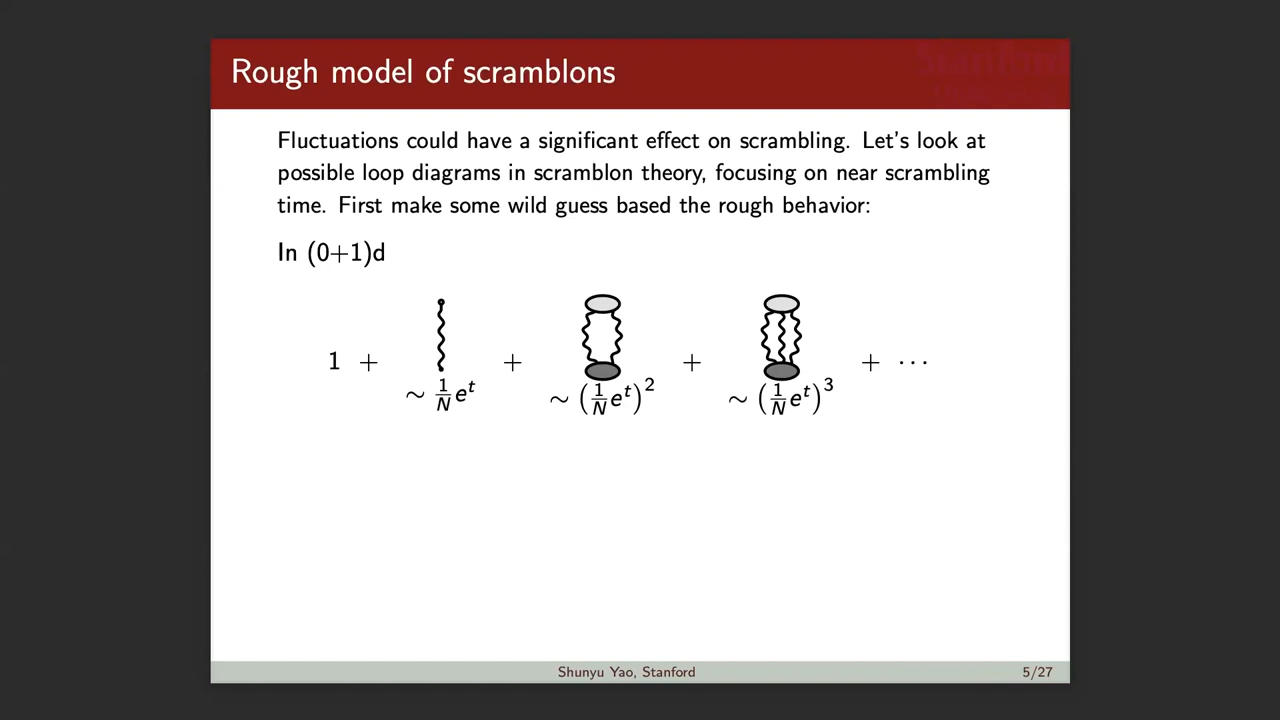 Rough model of scramblons
Fluctuations could have a significant effect on scrambling. Let's look at
possible loop diagrams in scramblon theory, focusing on near scrambling
time. First make some wild guess based the rough behavior:
In (0+1)d
1 + + + + ⋯
∼ 1/N e^t ∼ (1/N e^t)^2 ∼ (1/N e^t)^3
Shunyu Yao, Stanford 5/27